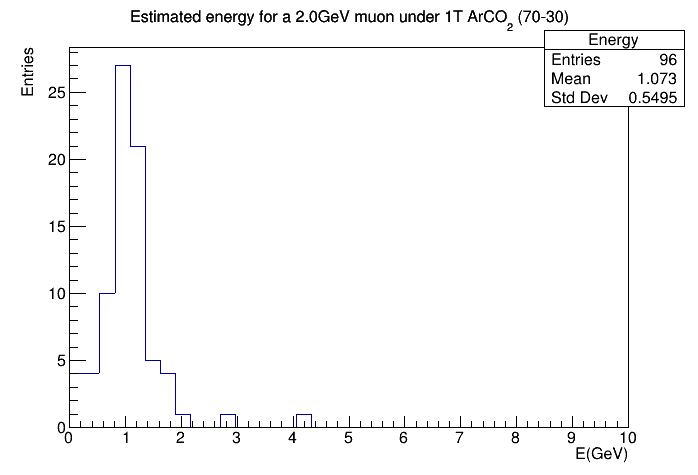 Estimated energy for a 2.0GeV muon under 1T ArCO2 (70-30)
Energy
Entries 96
Mean 1.073
Std Dev 0.5495
Entries
25
20
15
10
5
0
0 1 2 3 4 5 6 7 8 9 10
E(GeV)